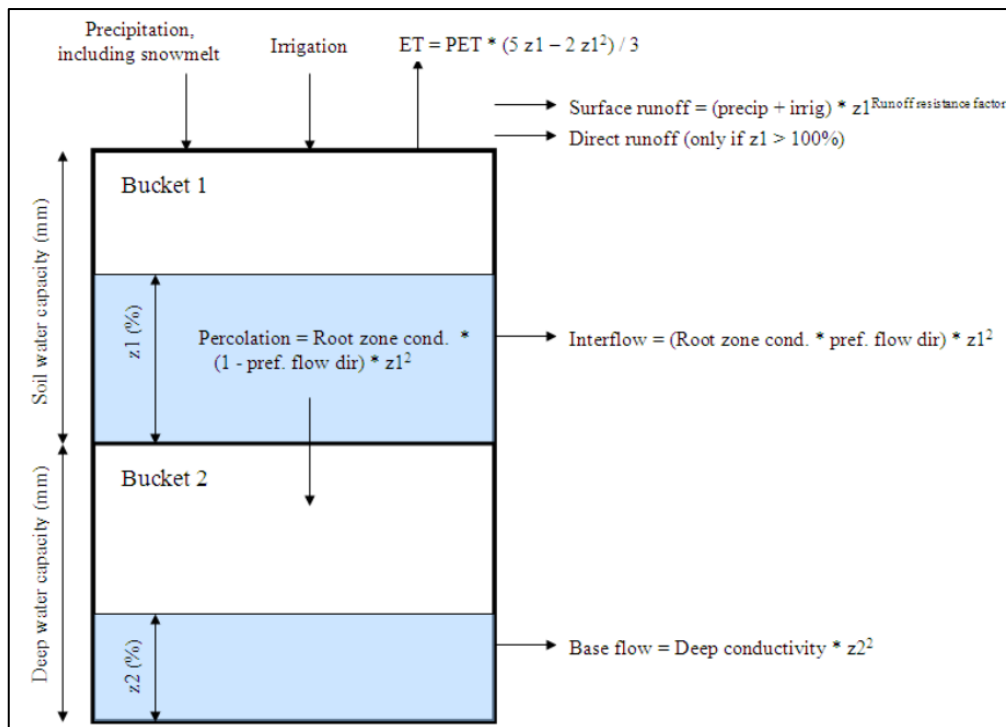 Precipitation,
including snowmelt
Irrigation
ET = PET * (5 z1 – 2 z1²) / 3
Surface runoff = (precip + irrig) * z1^Runoff resistance factor
Direct runoff (only if z1 > 100%)
Soil water capacity (mm)
Bucket 1
z1 (%)
Percolation = Root zone cond. *
(1 - pref. flow dir) * z1²
Interflow = (Root zone cond. * pref. flow dir) * z1²
Deep water capacity (mm)
Bucket 2
z2 (%)
Base flow = Deep conductivity * z2²